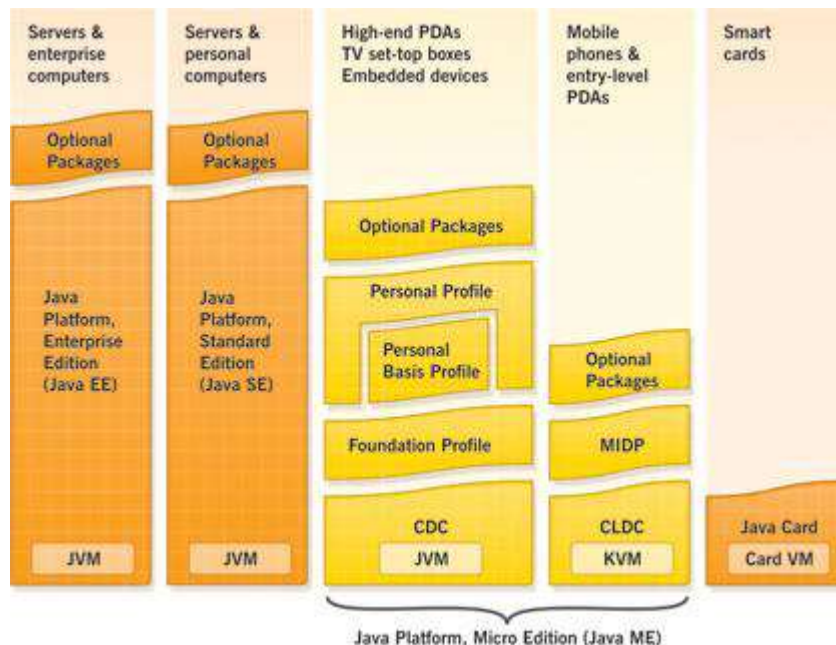 Servers &
enterprise
computers
Servers &
personal
computers
High-end PDAs
TV set-top boxes
Embedded devices
Mobile
phones &
entry-level
PDAs
Smart
cards
Optional
Packages
Optional
Packages
Optional Packages
Java
Platform,
Enterprise
Edition
(Java EE)
Java
Platform,
Standard
Edition
(Java SE)
Personal Profile
Personal
Basis Profile
Optional
Packages
Foundation Profile
MIDP
CDC
CLDC
Java Card
JVM
JVM
JVM
KVM
Card VM
Java Platform, Micro Edition (Java ME)